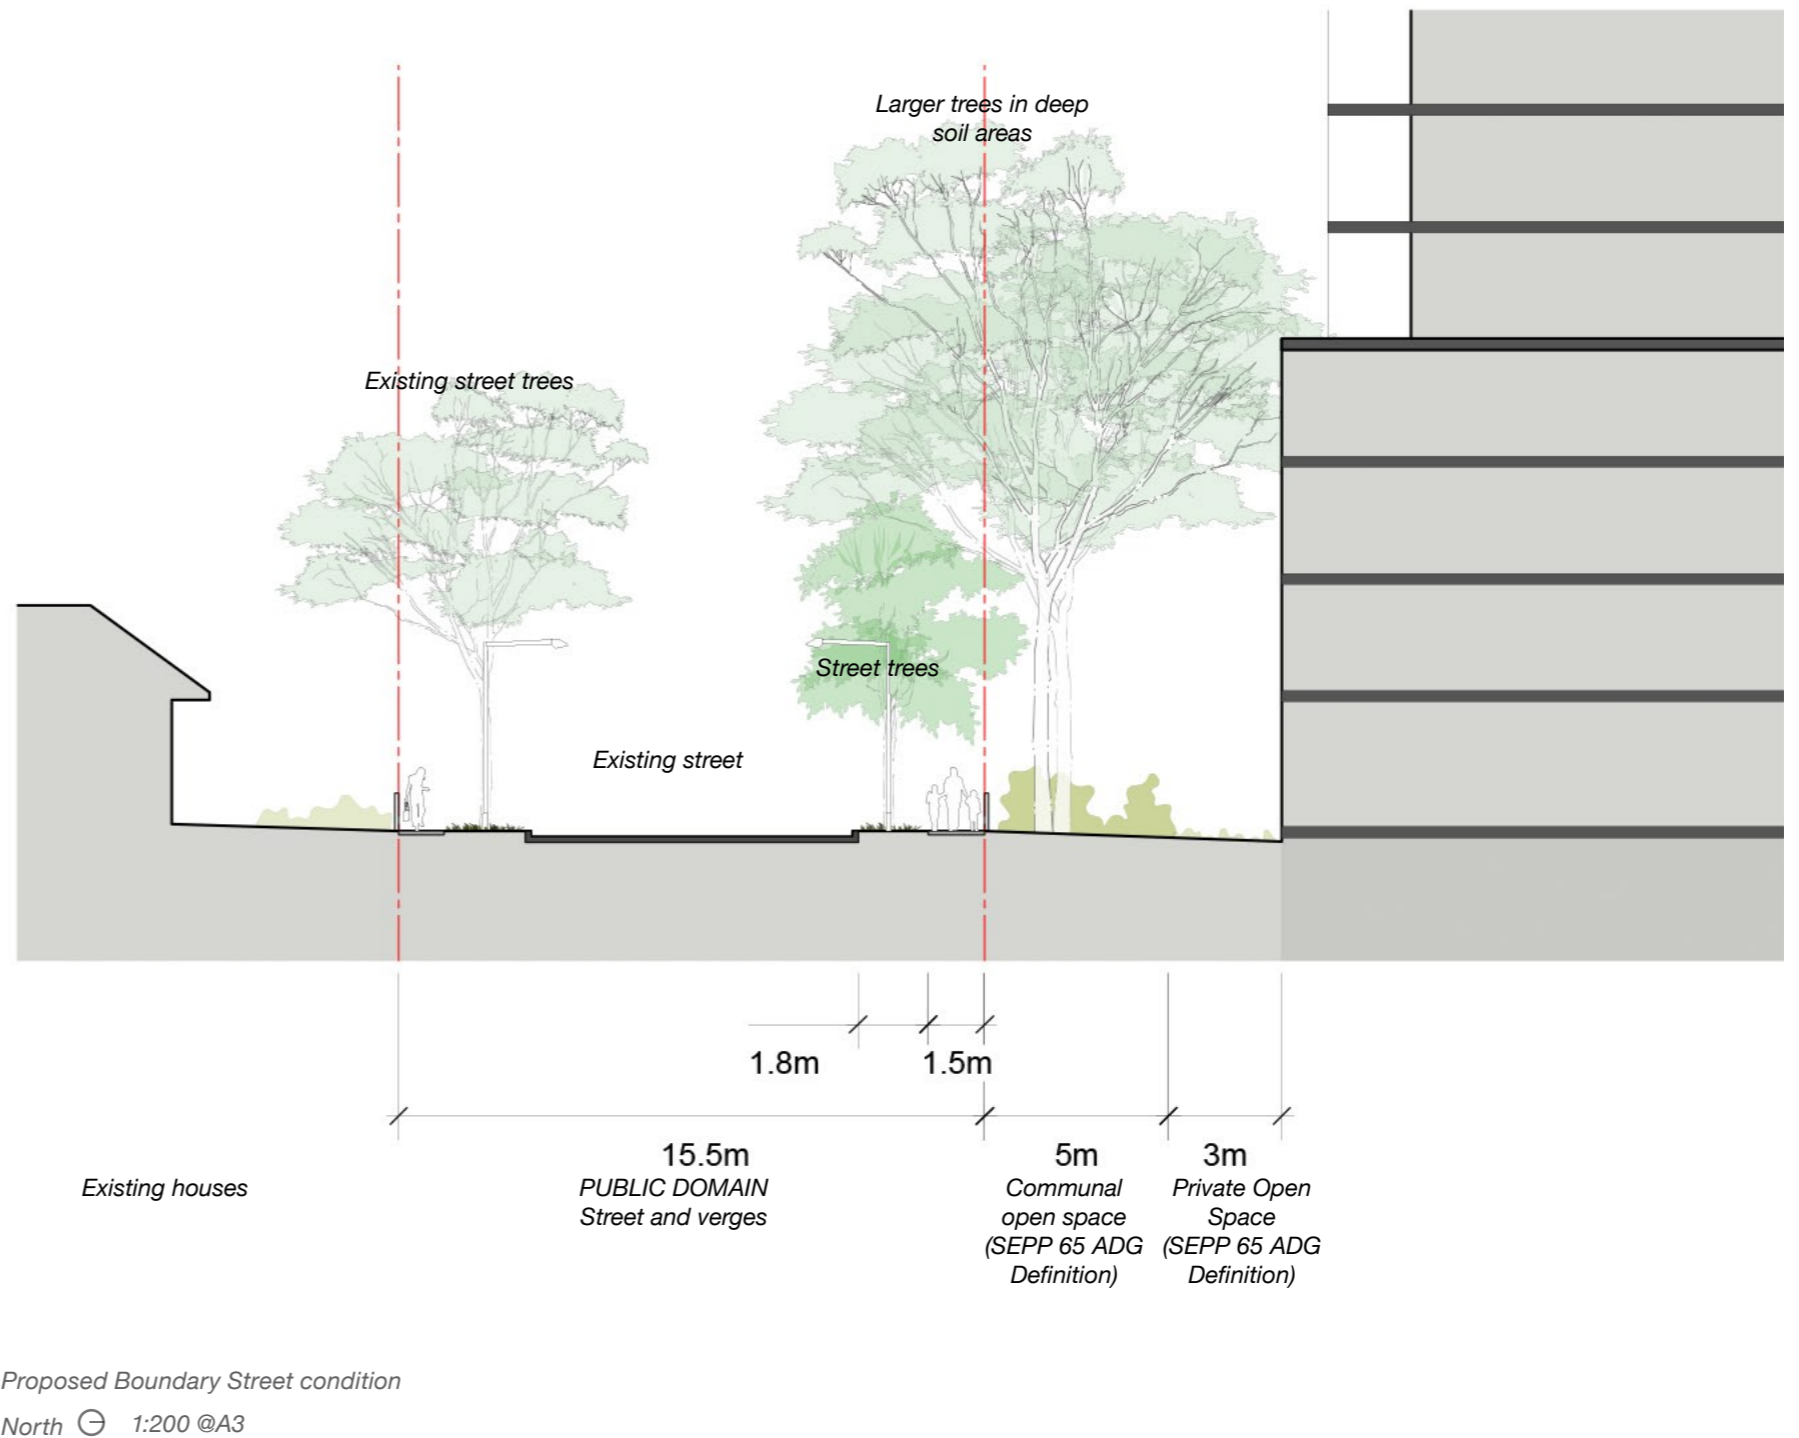 Larger trees in deep
soil areas
Existing street trees
Street trees
Existing street
1.8m
1.5m
15.5m
PUBLIC DOMAIN
Street and verges
5m
Communal
open space
(SEPP 65 ADG
Definition)
3m
Private Open
Space
(SEPP 65 ADG
Definition)
Existing houses
Proposed Boundary Street condition
North 1:200 @A3